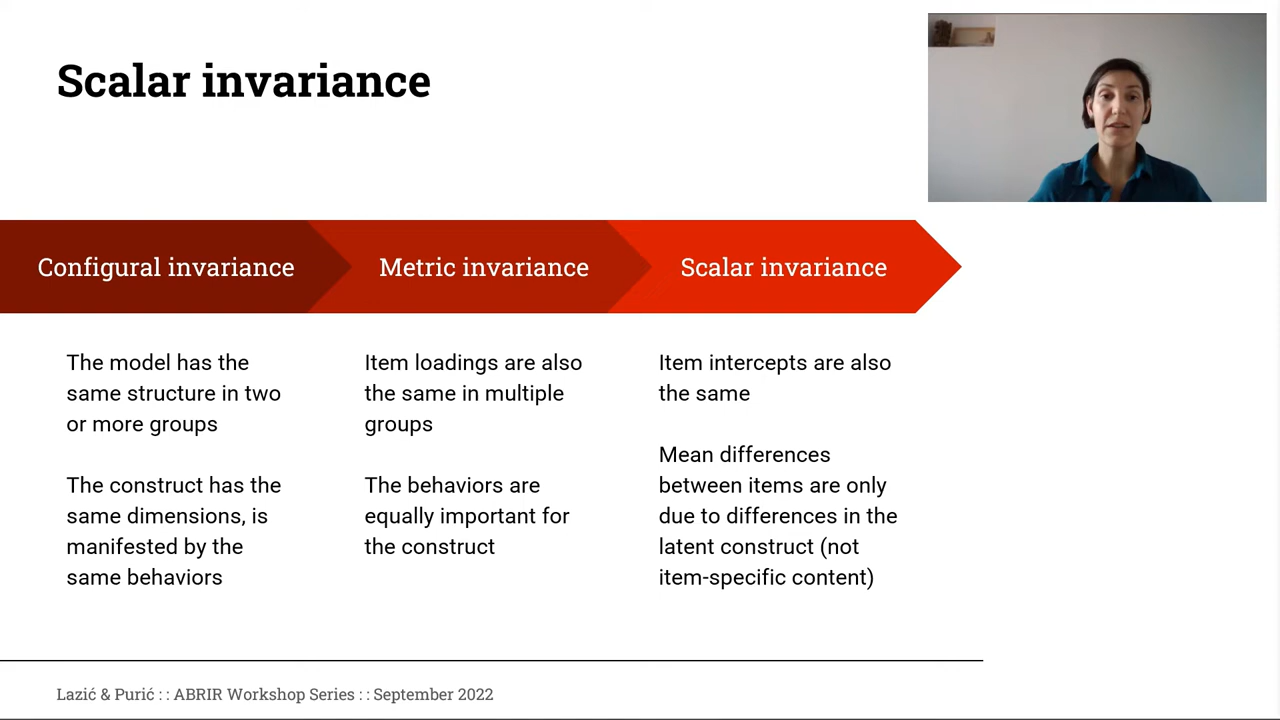 Scalar invariance
Configural invariance
Metric invariance
Scalar invariance
The model has the
same structure in two
or more groups
The construct has the
same dimensions, is
manifested by the
same behaviors
Item loadings are also
the same in multiple
groups
The behaviors are
equally important for
the construct
Item intercepts are also
the same
Mean differences
between items are only
due to differences in the
latent construct (not
item-specific content)
Lazić & Purić : : ABRIR Workshop Series : : September 2022